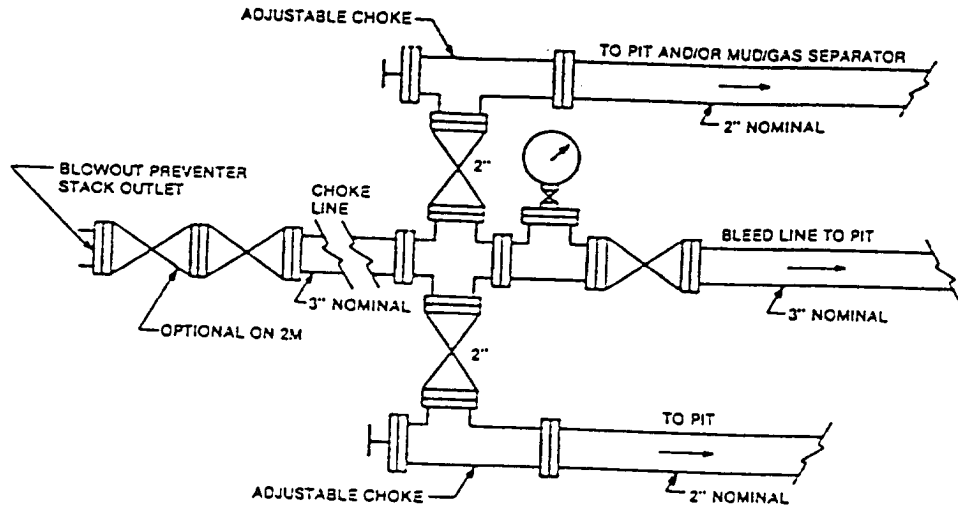 ADJUSTABLE CHOKE
TO PIT AND/OR MUD/GAS SEPARATOR
2" NOMINAL
2"
BLOWOUT PREVENTER
STACK OUTLET
CHOKE
LINE
BLEED LINE TO PIT
3" NOMINAL
3" NOMINAL
OPTIONAL ON 2M
2"
TO PIT
ADJUSTABLE CHOKE
2" NOMINAL